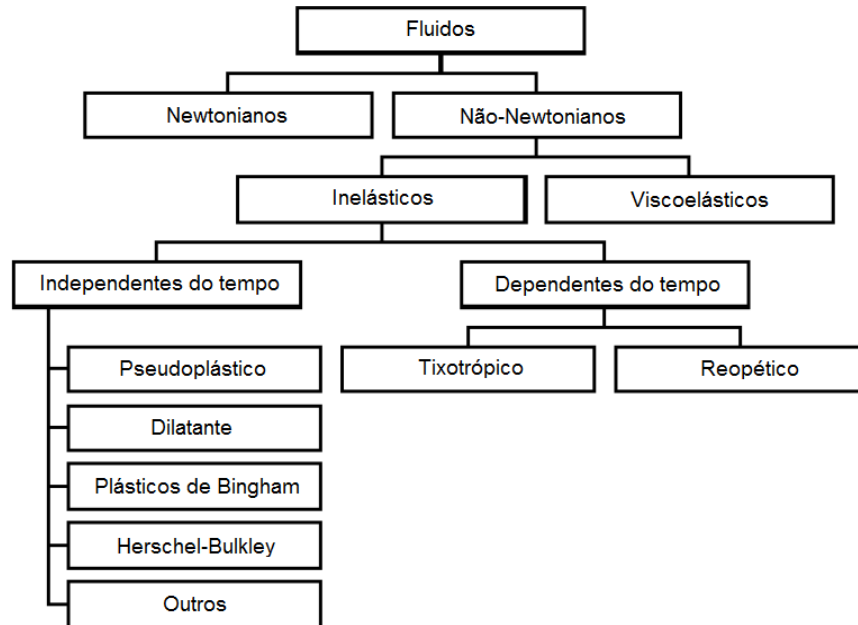 Fluidos
Newtonianos
Não-Newtonianos
Inelásticos
Viscoelásticos
Independentes do tempo
Dependentes do tempo
Pseudoplástico
Tixotrópico
Reopético
Dilatante
Plásticos de Bingham
Herschel-Bulkley
Outros